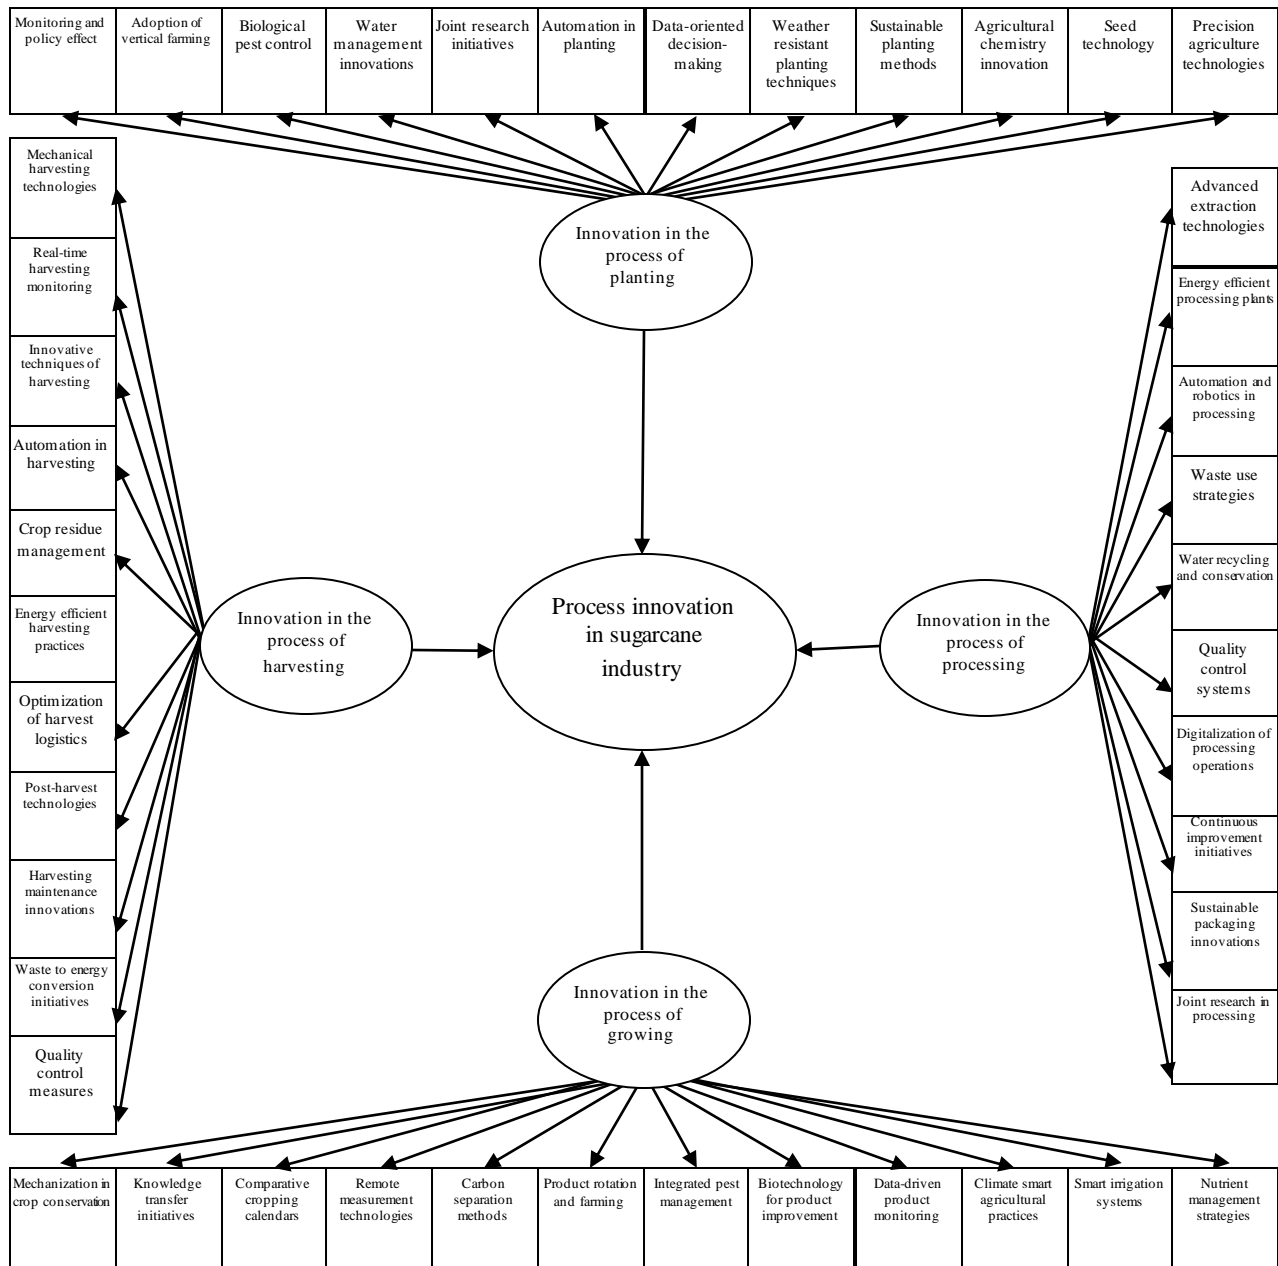 Monitoring and
policy effect
Adoption of
vertical farming
Biological
pest control
Water
management
innovations
Joint research
initiatives
Automation in
planting
Data-oriented
decision-
making
Weather
resistant
planting
techniques
Sustainable
planting
methods
Agricultural
chemistry
innovation
Seed
technology
Precision
agriculture
technologies
Mechanical
harvesting
technologies
Real-time
harvesting
monitoring
Innovative
techniques of
harvesting
Automation in
harvesting
Crop residue
management
Energy efficient
harvesting
practices
Optimization
of harvest
logistics
Post-harvest
technologies
Harvesting
maintenance
innovations
Waste to energy
conversion
initiatives
Quality
control
measures
Innovation in the
process of
planting
Innovation in the
process of
harvesting
Process innovation
in sugarcane
industry
Innovation in the
process of
processing
Innovation in the
process of
growing
Advanced
extraction
technologies
Energy efficient
processing plants
Automation and
robotics in
processing
Waste use
strategies
Water recycling
and conservation
Quality
control
systems
Digitalization of
processing
operations
Continuous
improvement
initiatives
Sustainable
packaging
innovations
Joint research in
processing
Mechanization in
crop conservation
Knowledge
transfer
initiatives
Comparative
cropping
calendars
Remote
measurement
technologies
Carbon
separation
methods
Product rotation
and farming
Integrated pest
management
Biotechnology
for product
improvement
Data-driven
product
monitoring
Climate smart
agricultural
practices
Smart irrigation
systems
Nutrient
management
strategies